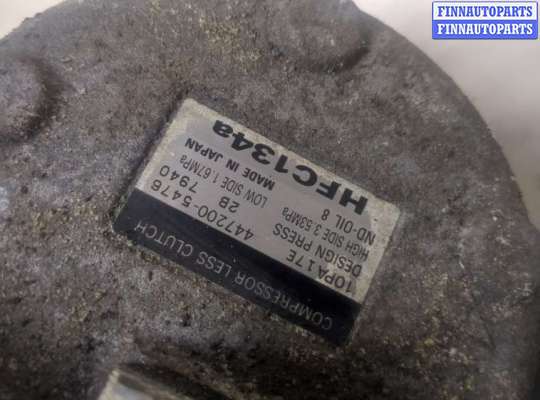 FINNAUTOPARTS
FINNAUTOPARTS
COMPRESSOR LESS CLUTCH
10PA17E 447200-5476
DESIGN PRESS 2B 7940
HIGH SIDE 3.53MPa LOW SIDE 1.67MPa
ND-OIL 8 MADE IN JAPAN
HFC134a